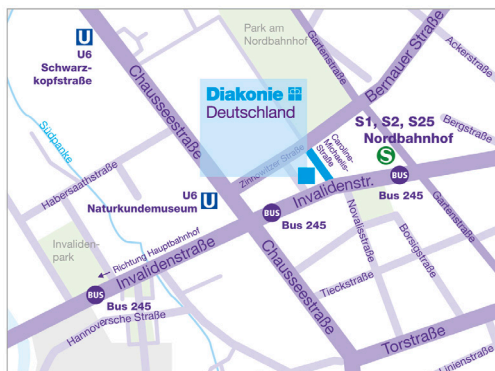 U6
Schwarz-
kopfstraße
Park am
Nordbahnhof
Gartenstraße
Ackerstraße
Bernauer Straße
Chausseestraße
Diakonie
Deutschland
S1, S2, S25
Nordbahnhof
S
Bergstraße
Südpanke
Habersaathstraße
Zinnowitzer Straße
Caroline-
Michaelis-
Straße
U6
Naturkundemuseum
U
U
Invalidenstr.
BUS
Bus 245
BUS
Bus 245
Invaliden-
park
Richtung Hauptbahnhof
Invalidenstraße
BUS
Bus 245
Hannoversche Straße
Chausseestraße
Novalisstraße
Borsigstraße
Gartenstraße
Tieckstraße
Torstraße
Linienstraße